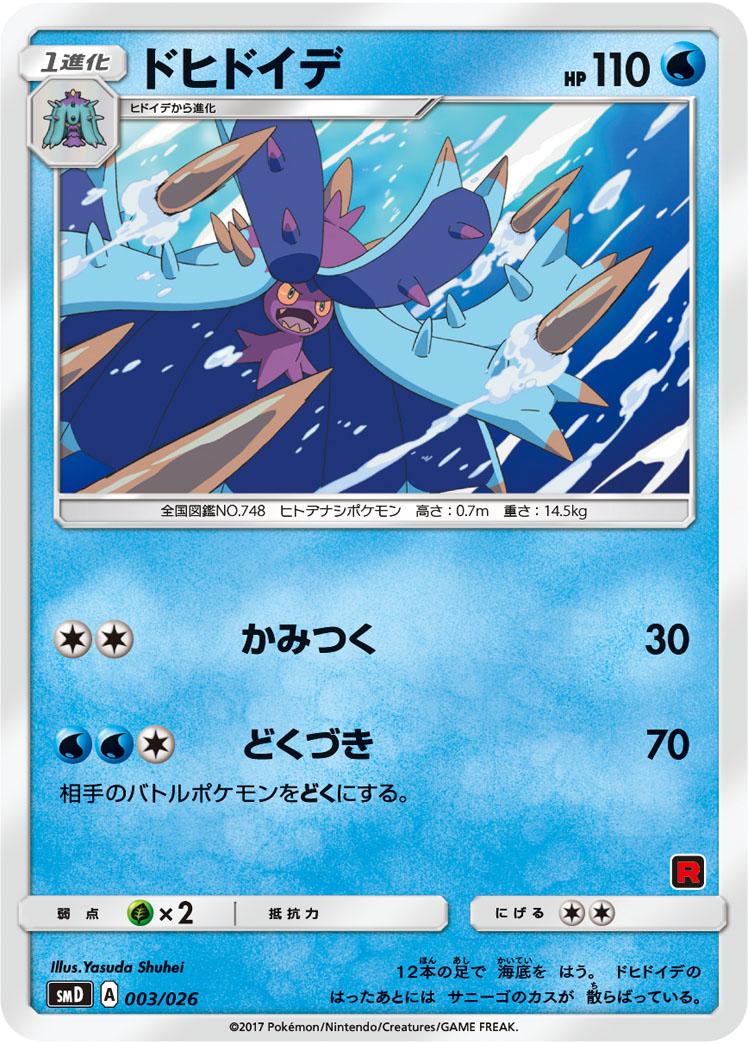 1進化
ドヒドイデ
HP 110
ヒドイデから進化
全国図鑑NO.748 ヒトデナシポケモン 高さ：0.7m 重さ：14.5kg
かみつく 30
どくづき 70
相手のバトルポケモンをどくにする。
R
弱点 ×2 抵抗力 にげる
Illus.Yasuda Shuhei
12本の足で 海底を はう。 ドヒドイデの
はったあとには サニーゴのカスが 散らばっている。
SMD A 003/026
©2017 Pokémon/Nintendo/Creatures/GAME FREAK.